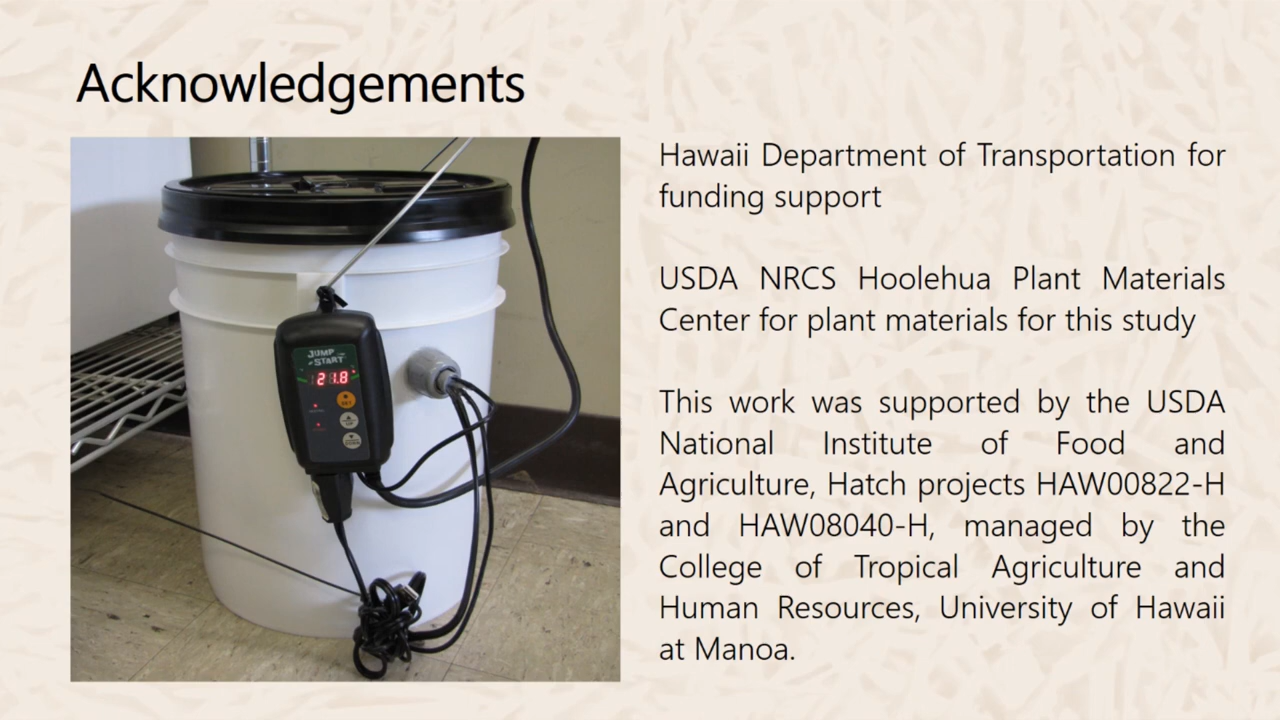 Acknowledgements
JUMP
START
21.8
SET
UP
Hawaii Department of Transportation for
funding support
USDA NRCS Hoolehua Plant Materials
Center for plant materials for this study
This work was supported by the USDA
National Institute of Food and
Agriculture, Hatch projects HAW00822-H
and HAW08040-H, managed by the
College of Tropical Agriculture and
Human Resources, University of Hawaii
at Manoa.